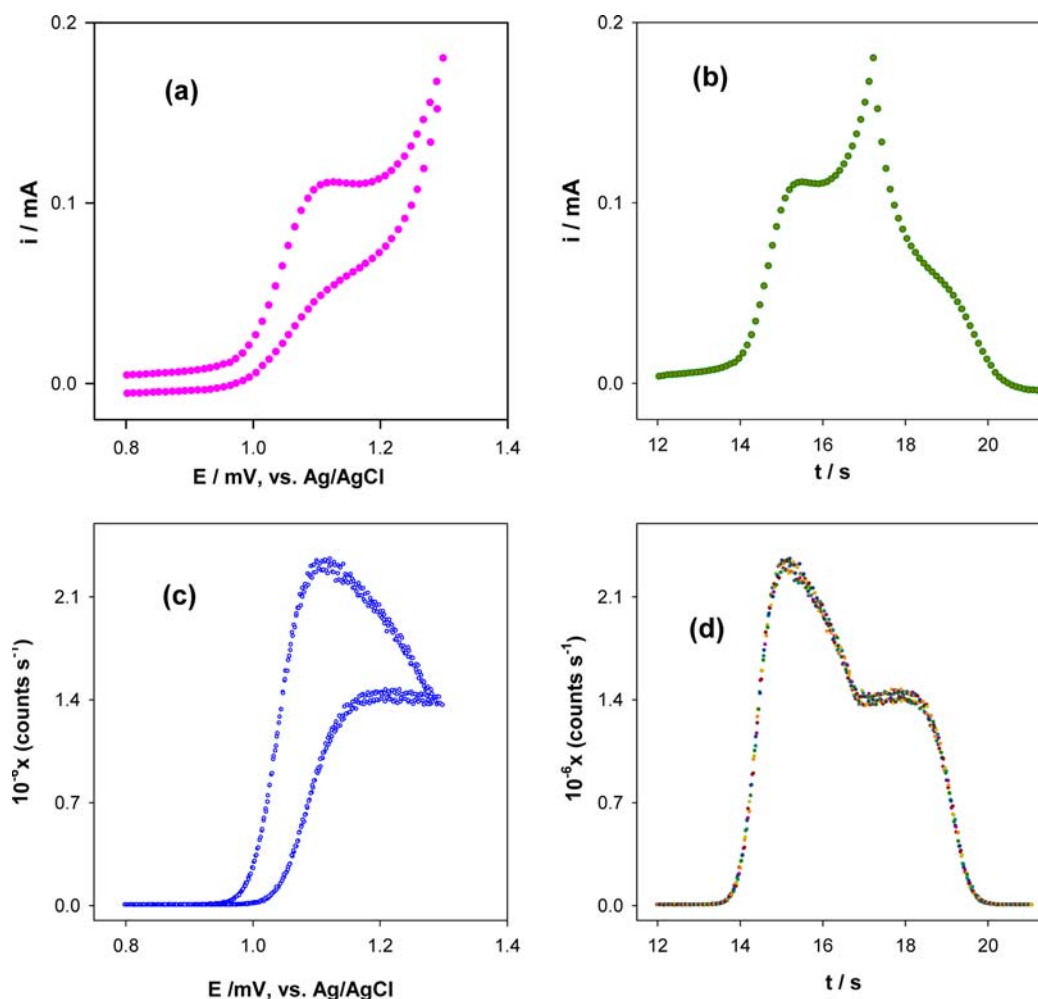 0.2
(a)
i / mA
0.1
0.0
0.8 1.0 1.2 1.4
E / mV, vs. Ag/AgCl
0.2
(b)
i / mA
0.1
0.0
12 14 16 18 20
t / s
(c)
2.1
1.4
0.7
0.0
0.8 1.0 1.2 1.4
E /mV, vs. Ag/AgCl
(d)
10⁻⁶x (counts s⁻¹)
2.1
1.4
0.7
0.0
12 14 16 18 20
t / s